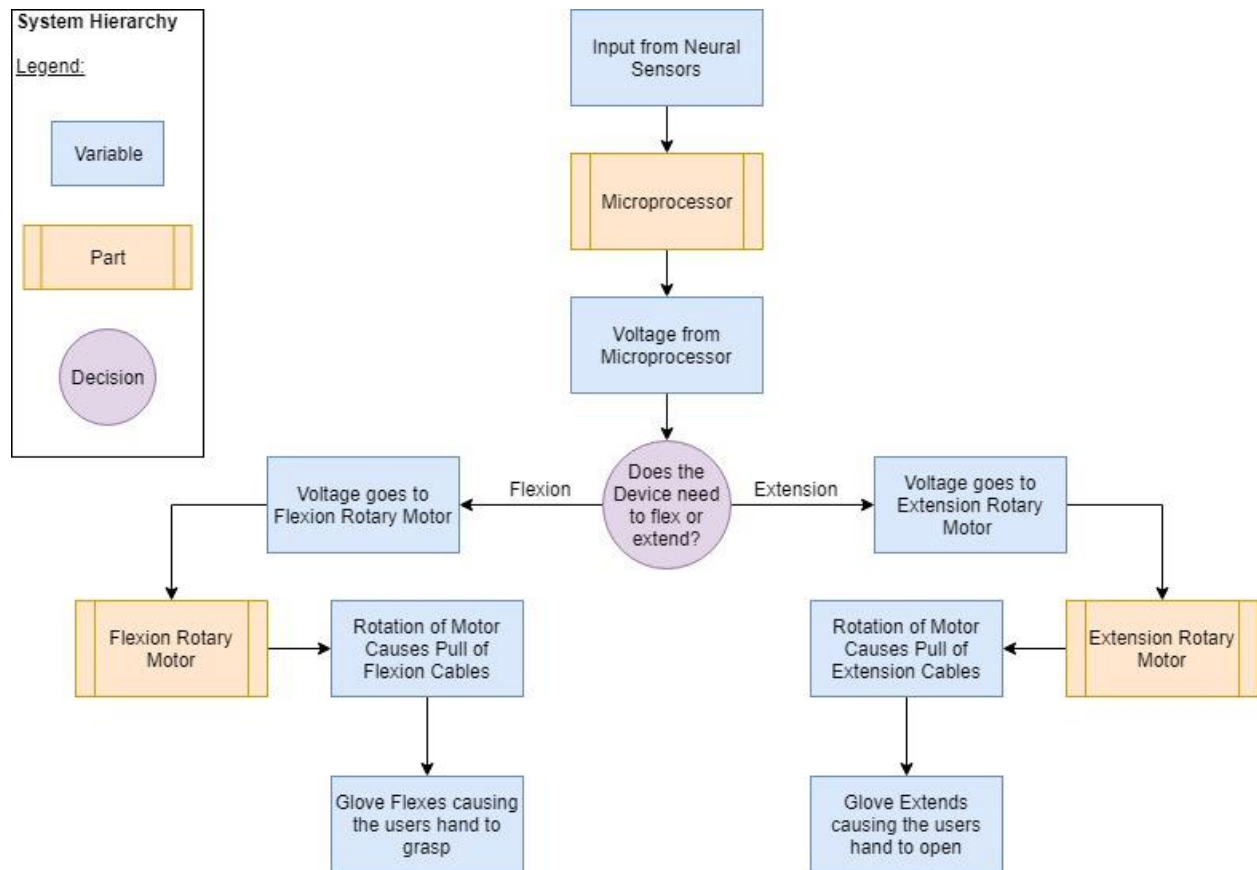 System Hierarchy
Legend:
Variable
Part
Decision
Input from Neural
Sensors
Microprocessor
Voltage from
Microprocessor
Does the
Device need
to flex or
extend?
Flexion
Extension
Voltage goes to
Flexion Rotary Motor
Voltage goes to
Extension Rotary
Motor
Flexion Rotary
Motor
Rotation of Motor
Causes Pull of
Flexion Cables
Rotation of Motor
Causes Pull of
Extension Cables
Extension Rotary
Motor
Glove Flexes causing
the users hand to
grasp
Glove Extends
causing the users
hand to open